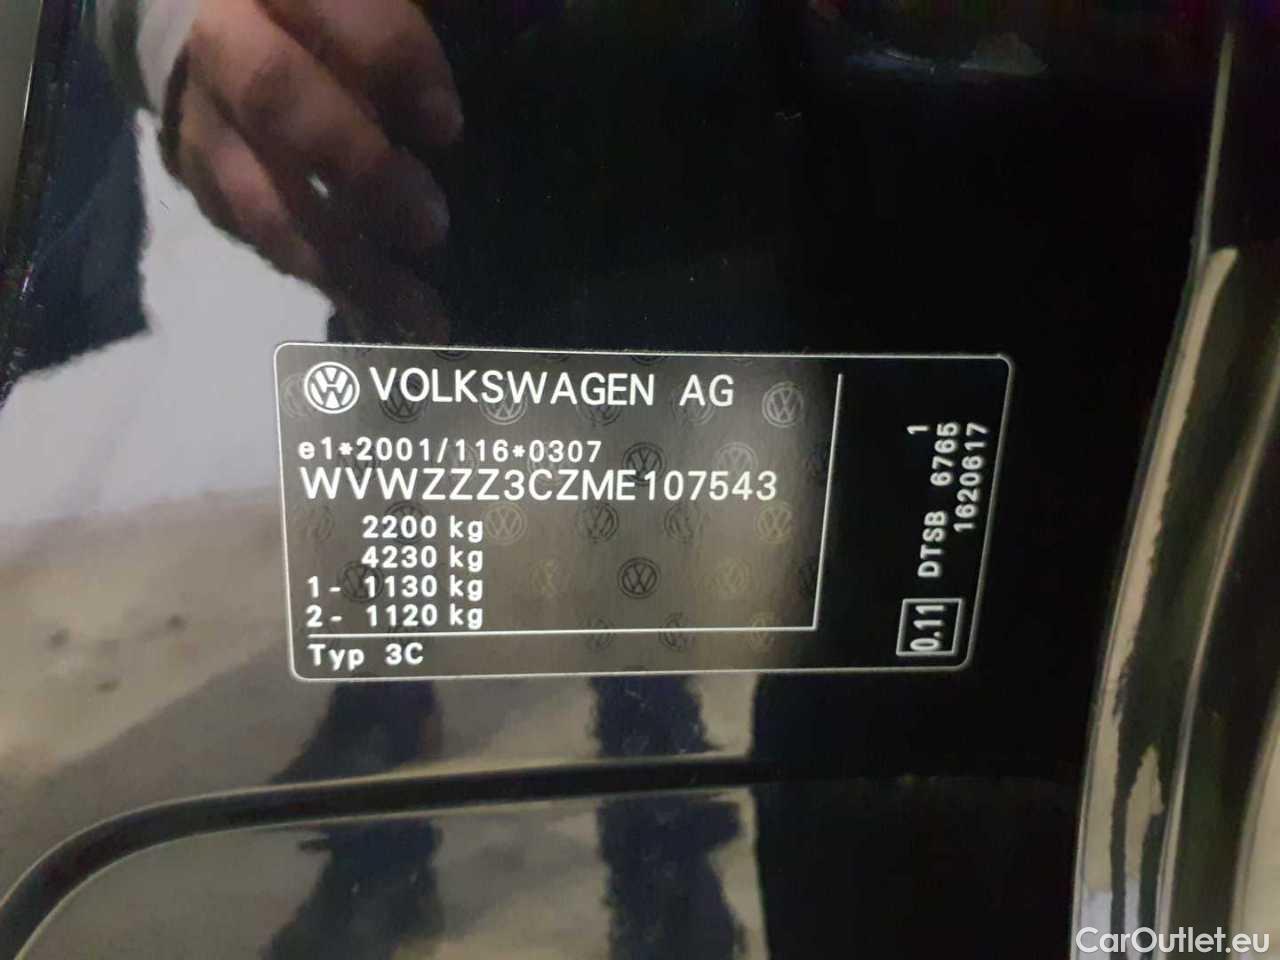 VOLKSWAGEN AG
e1*2001/116*0307
WVWZZZ3CZME107543
2200 kg
4230 kg
1- 1130 kg
2- 1120 kg
Typ 3C
1
DTSB 6765
1620617
0.11
CarOutlet.eu